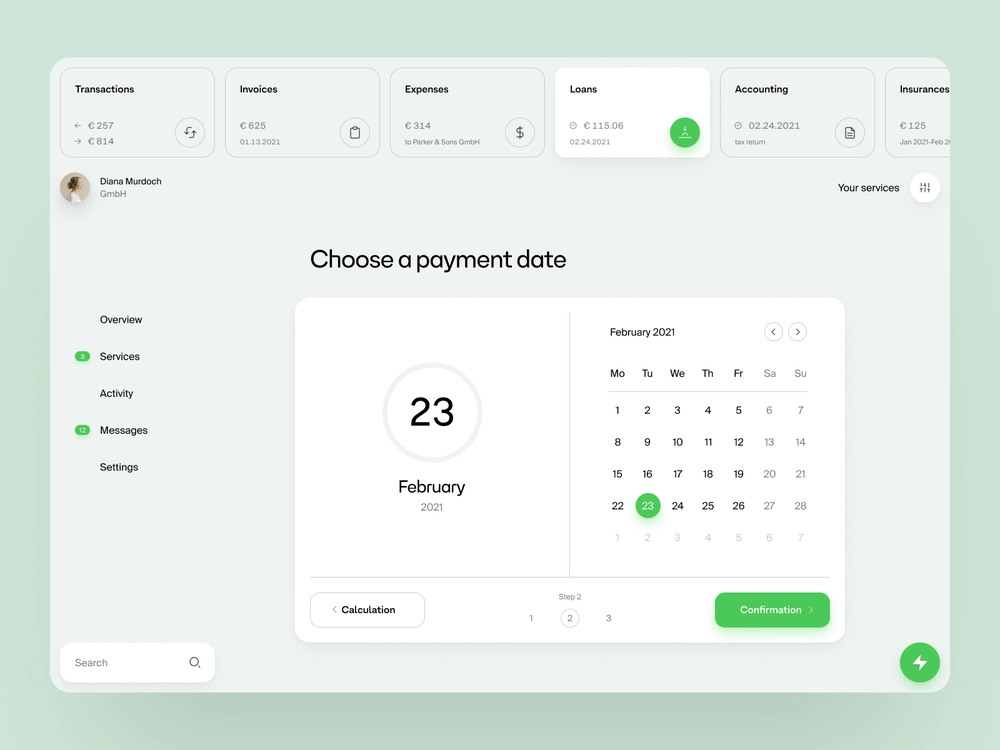 Transactions
← € 257
→ € 814
Invoices
€ 625
01.13.2021
Expenses
€ 314
to Parker & Sons GmbH
$
Loans
€ 115.06
02.24.2021
Accounting
02.24.2021
tax return
Insurances
€ 125
Jan 2021-Feb 20
Diana Murdoch
GmbH
Your services
Choose a payment date
Overview
3 Services
Activity
12 Messages
Settings
23
February
2021
February 2021
Mo Tu We Th Fr Sa Su
1 2 3 4 5 6 7
8 9 10 11 12 13 14
15 16 17 18 19 20 21
22 23 24 25 26 27 28
1 2 3 4 5 6 7
Calculation
Step 2
1 2 3
Confirmation
Search